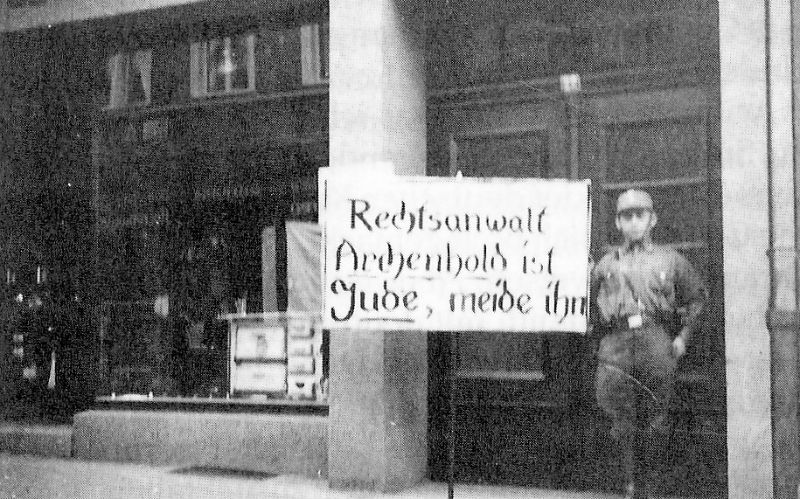 Rechtsanwalt
Archenhold ist
Jude, meide ihn